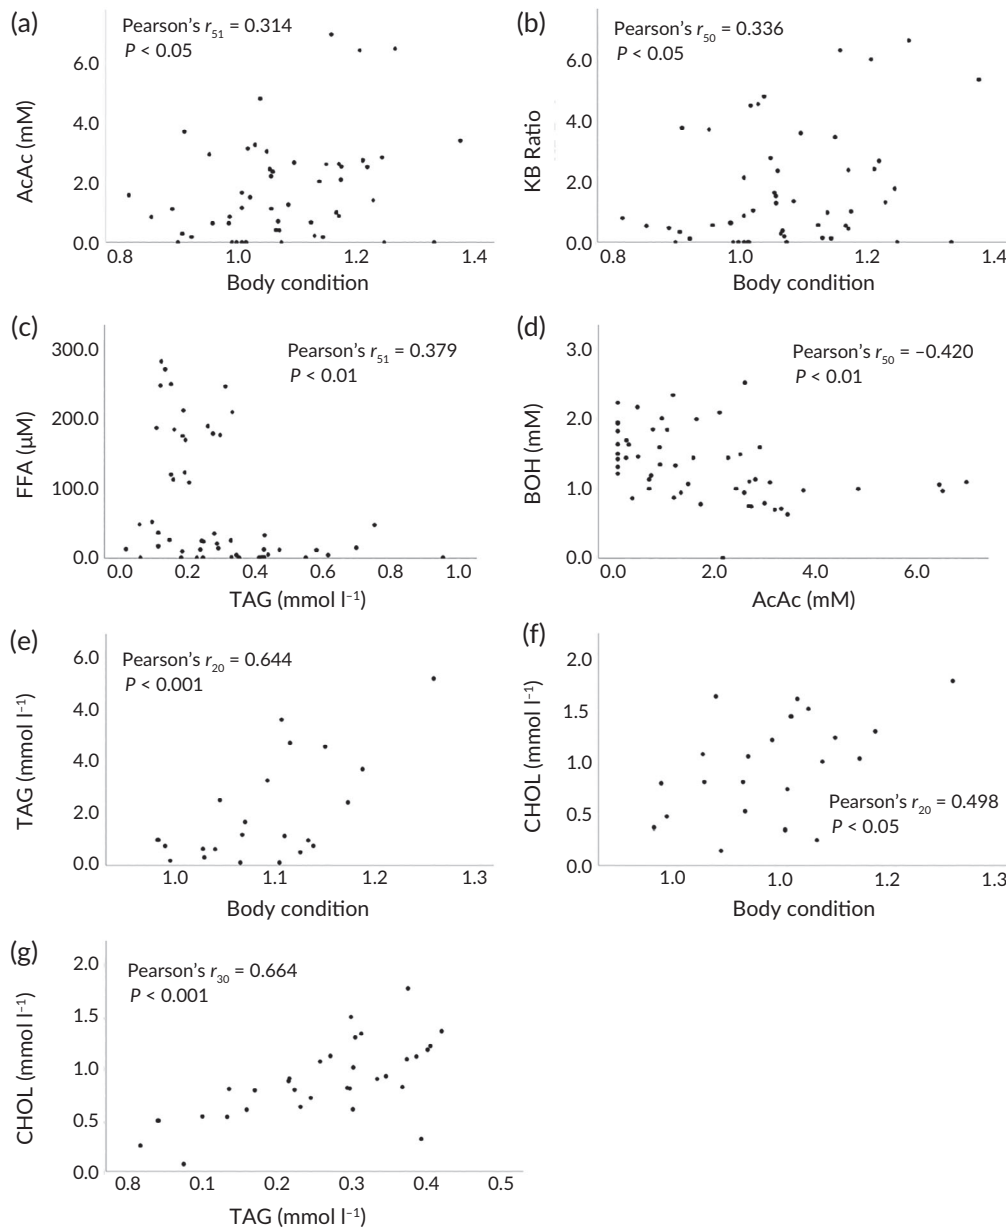 (a)
Pearson's r51 = 0.314
P < 0.05
AcAc (mM)
6.0
4.0
2.0
0.0
0.8 1.0 1.2 1.4
Body condition
(b)
Pearson's r50 = 0.336
P < 0.05
KB Ratio
6.0
4.0
2.0
0.0
0.8 1.0 1.2 1.4
Body condition
(c)
Pearson's r51 = 0.379
P < 0.01
FFA (µM)
300.0
200.0
100.0
0.0
0.0 0.2 0.4 0.6 0.8 1.0
TAG (mmol l–1)
(d)
Pearson's r50 = –0.420
P < 0.01
BOH (mM)
3.0
2.0
1.0
0.0
0.0 2.0 4.0 6.0
AcAc (mM)
(e)
Pearson's r20 = 0.644
P < 0.001
TAG (mmol l–1)
6.0
4.0
4.0
2.0
0.0
1.0 1.1 1.2 1.3
Body condition
(f)
CHOL (mmol l–1)
2.0
1.5
1.0
0.5
0.0
Pearson's r20 = 0.498
P < 0.05
1.0 1.0 1.2 1.3
Body condition
(g)
Pearson's r30 = 0.664
P < 0.001
CHOL (mmol l–1)
2.0
1.5
1.0
0.5
0.0
0.8 0.1 0.2 0.3 0.4 0.5
TAG (mmol l–1)